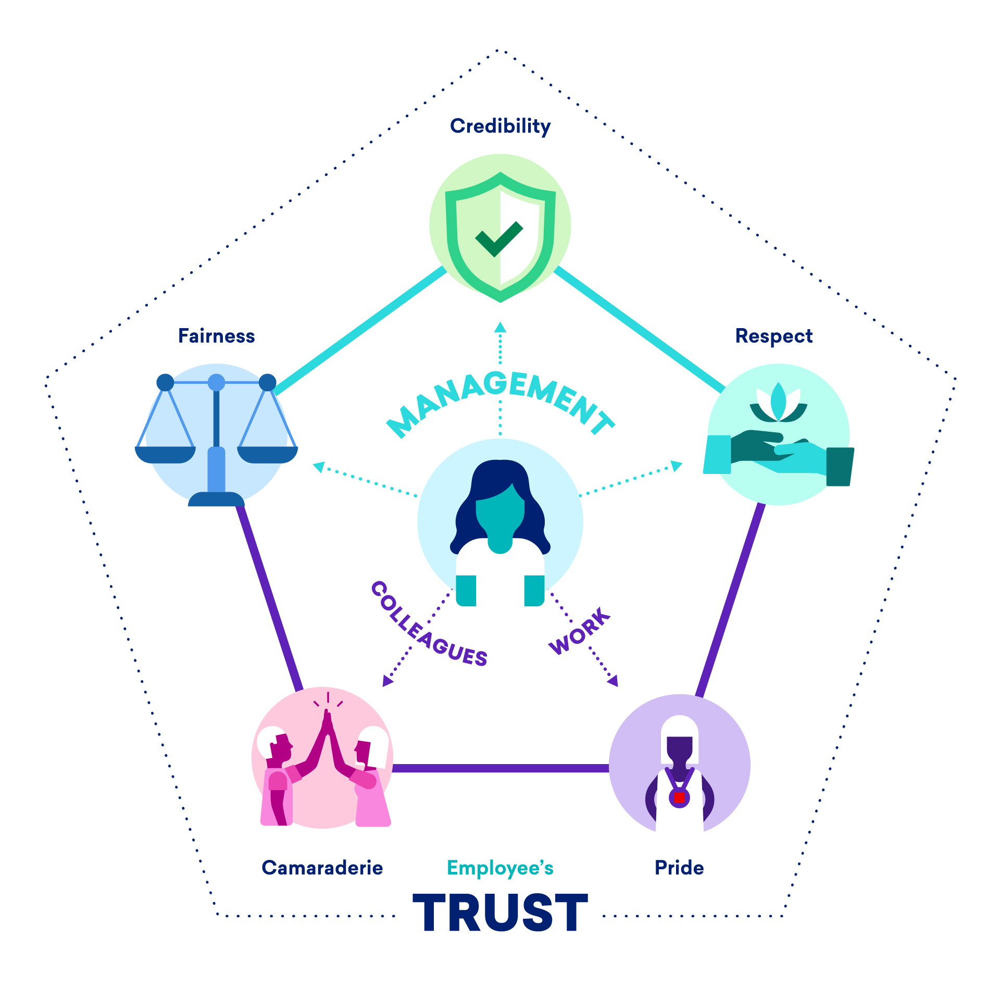 Credibility
Fairness
Respect
MANAGEMENT
COLLEAGUES
WORK
Camaraderie
Employee’s
Pride
TRUST